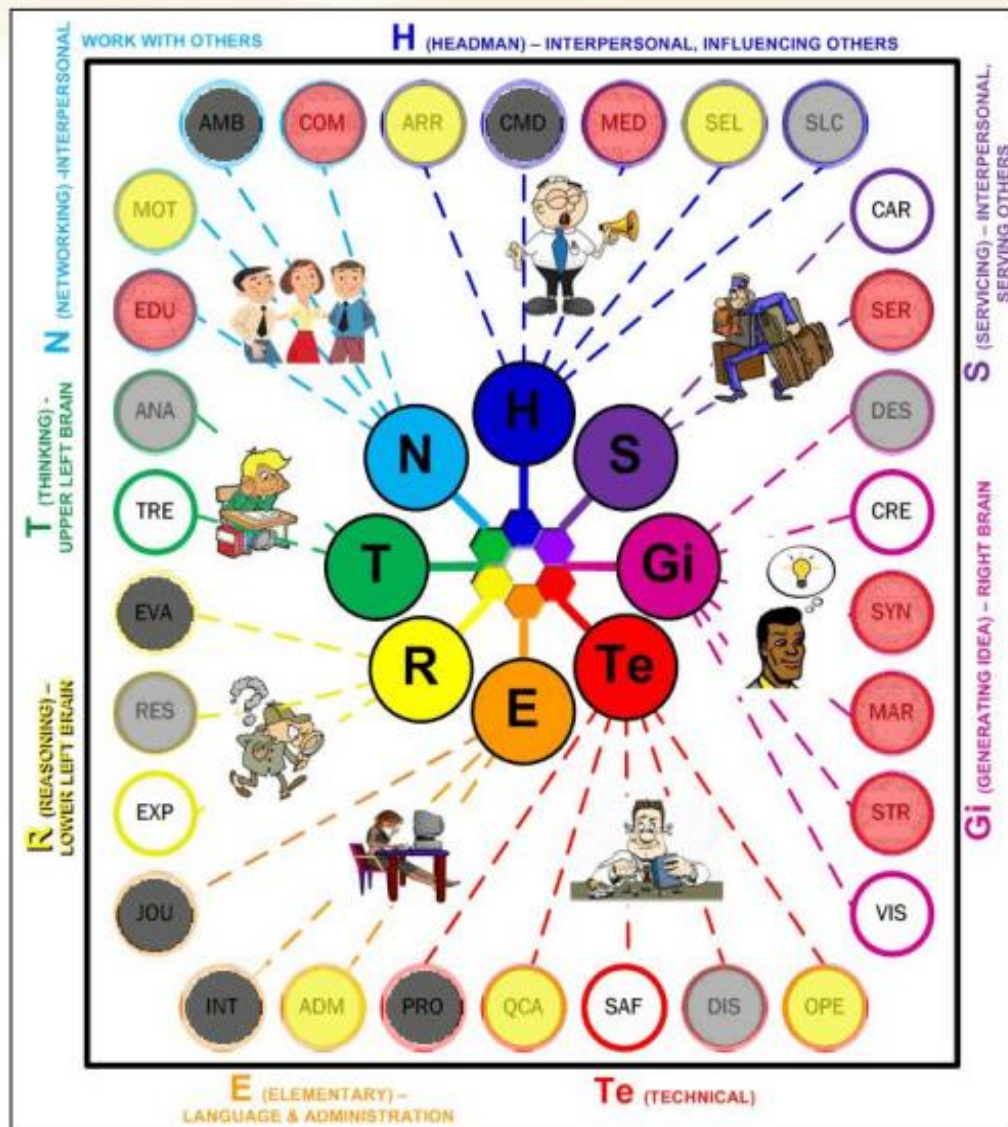 WORK WITH OTHERS
H (HEADMAN) – INTERPERSONAL, INFLUENCING OTHERS
N (NETWORKING) -INTERPERSONAL
S (SERVICING) – INTERPERSONAL,
SERVING OTHERS
T (THINKING) -
UPPER LEFT BRAIN
R (REASONING) –
LOWER LEFT BRAIN
Gi (GENERATING IDEA) – RIGHT BRAIN
AMB COM ARR CMD MED SEL SLC
MOT CAR
EDU SER
ANA DES
TRE CRE
EVA SYN
RES MAR
EXP STR
JOU VIS
INT ADM PRO QCA SAF DIS OPE
H
N S
T Gi
R Te
E
E (ELEMENTARY) –
LANGUAGE & ADMINISTRATION
Te (TECHNICAL)